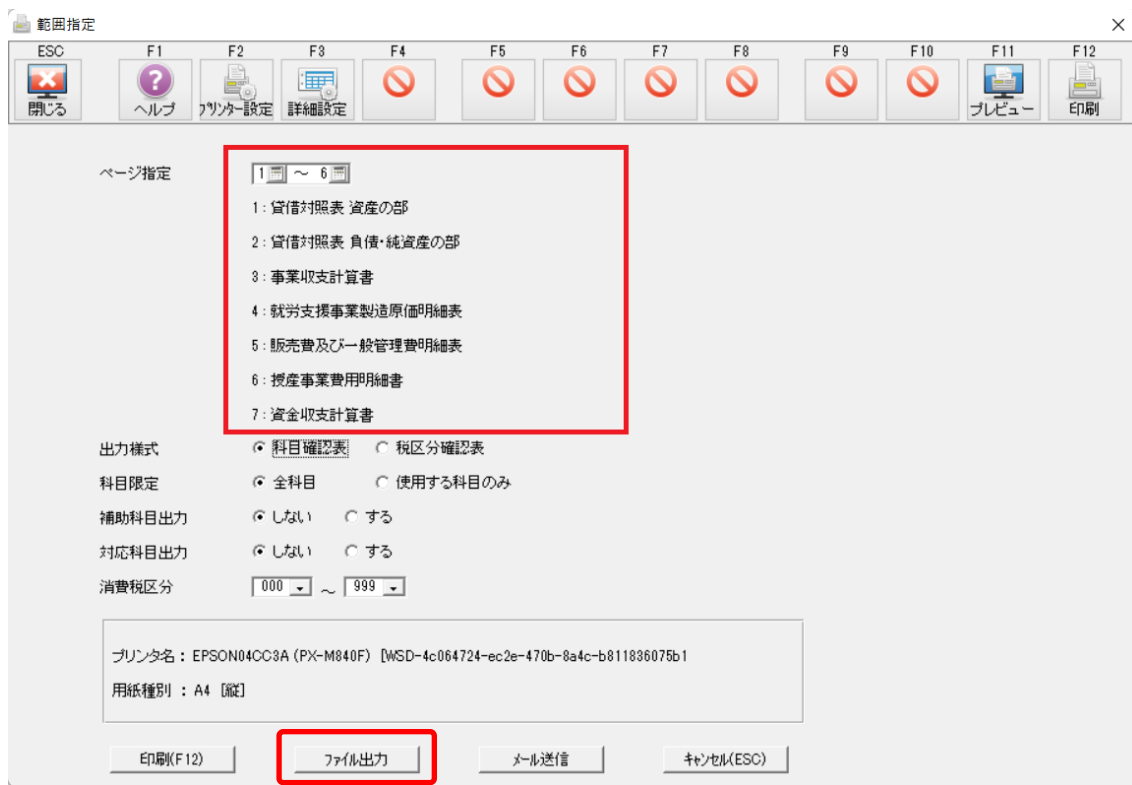 範囲指定
ESC F1 F2 F3 F4 F5 F6 F7 F8 F9 F10 F11 F12
閉じる ヘルプ プリンター設定 詳細設定 プレビュー 印刷
ページ指定 1 ～ 6
1：貸借対照表 資産の部
2：貸借対照表 負債・純資産の部
3：事業収支計算書
4：就労支援事業製造原価明細表
5：販売費及び一般管理費明細表
6：授産事業費用明細書
7：資金収支計算書
出力様式 科目確認表 税区分確認表
科目限定 全科目 使用する科目のみ
補助科目出力 しない する
対応科目出力 しない する
消費税区分 000 ～ 999
プリンタ名：EPSON04CC3A (PX-M840F) [WSD-4c064724-ec2e-470b-8a4c-b811836075b1
用紙種別 ：A4 [縦]
印刷(F12) ファイル出力 メール送信 キャンセル(ESC)